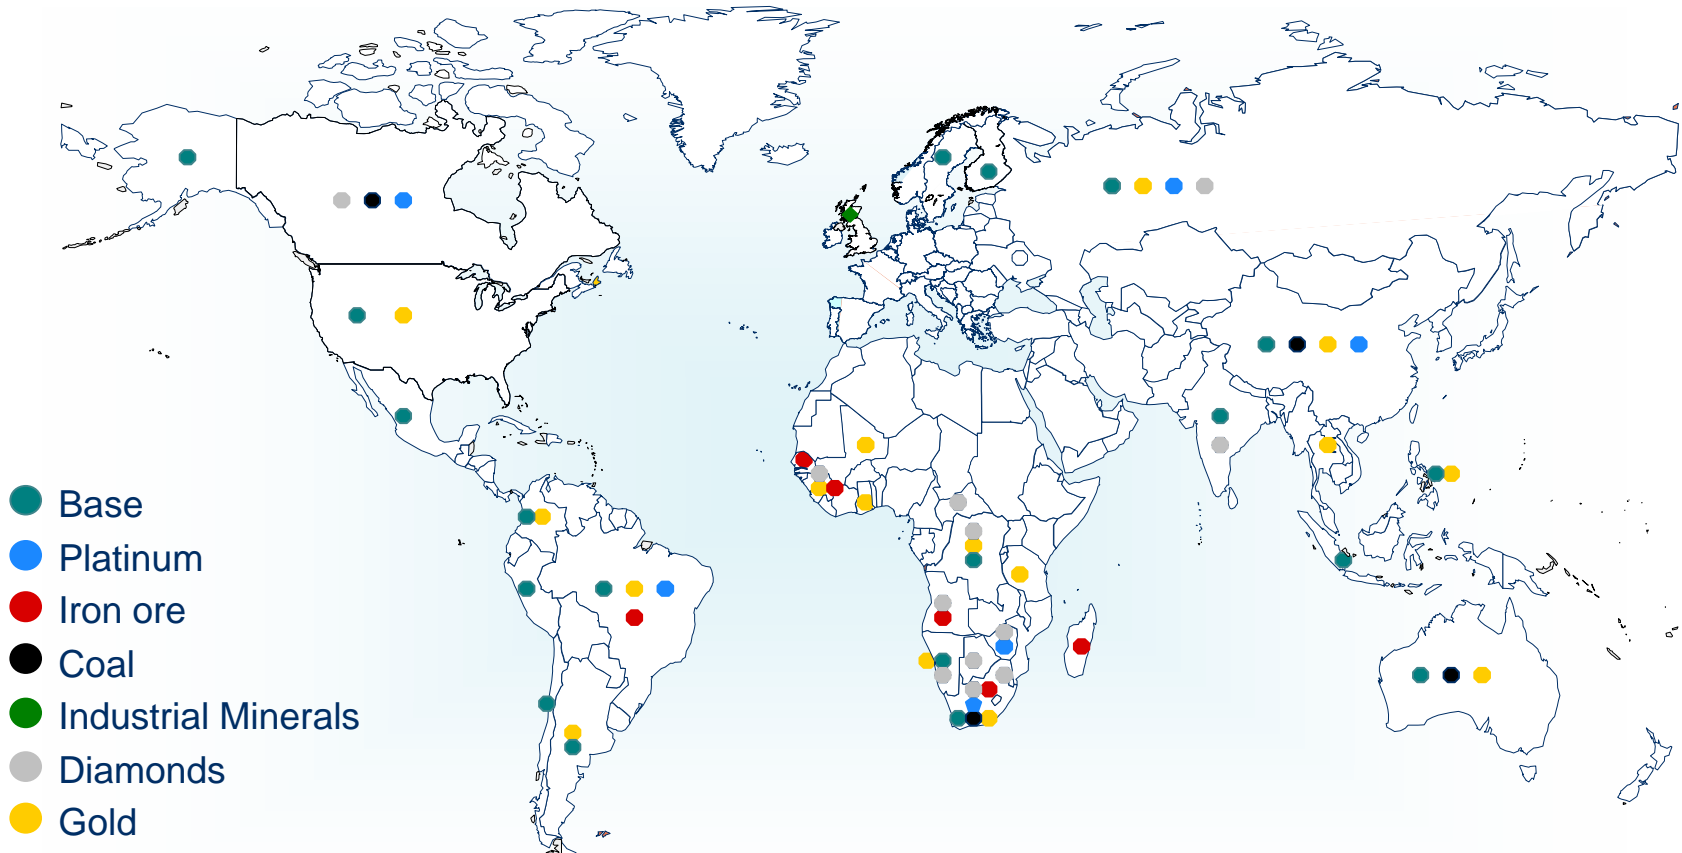 Base
Platinum
Iron ore
Coal
Industrial Minerals
Diamonds
Gold